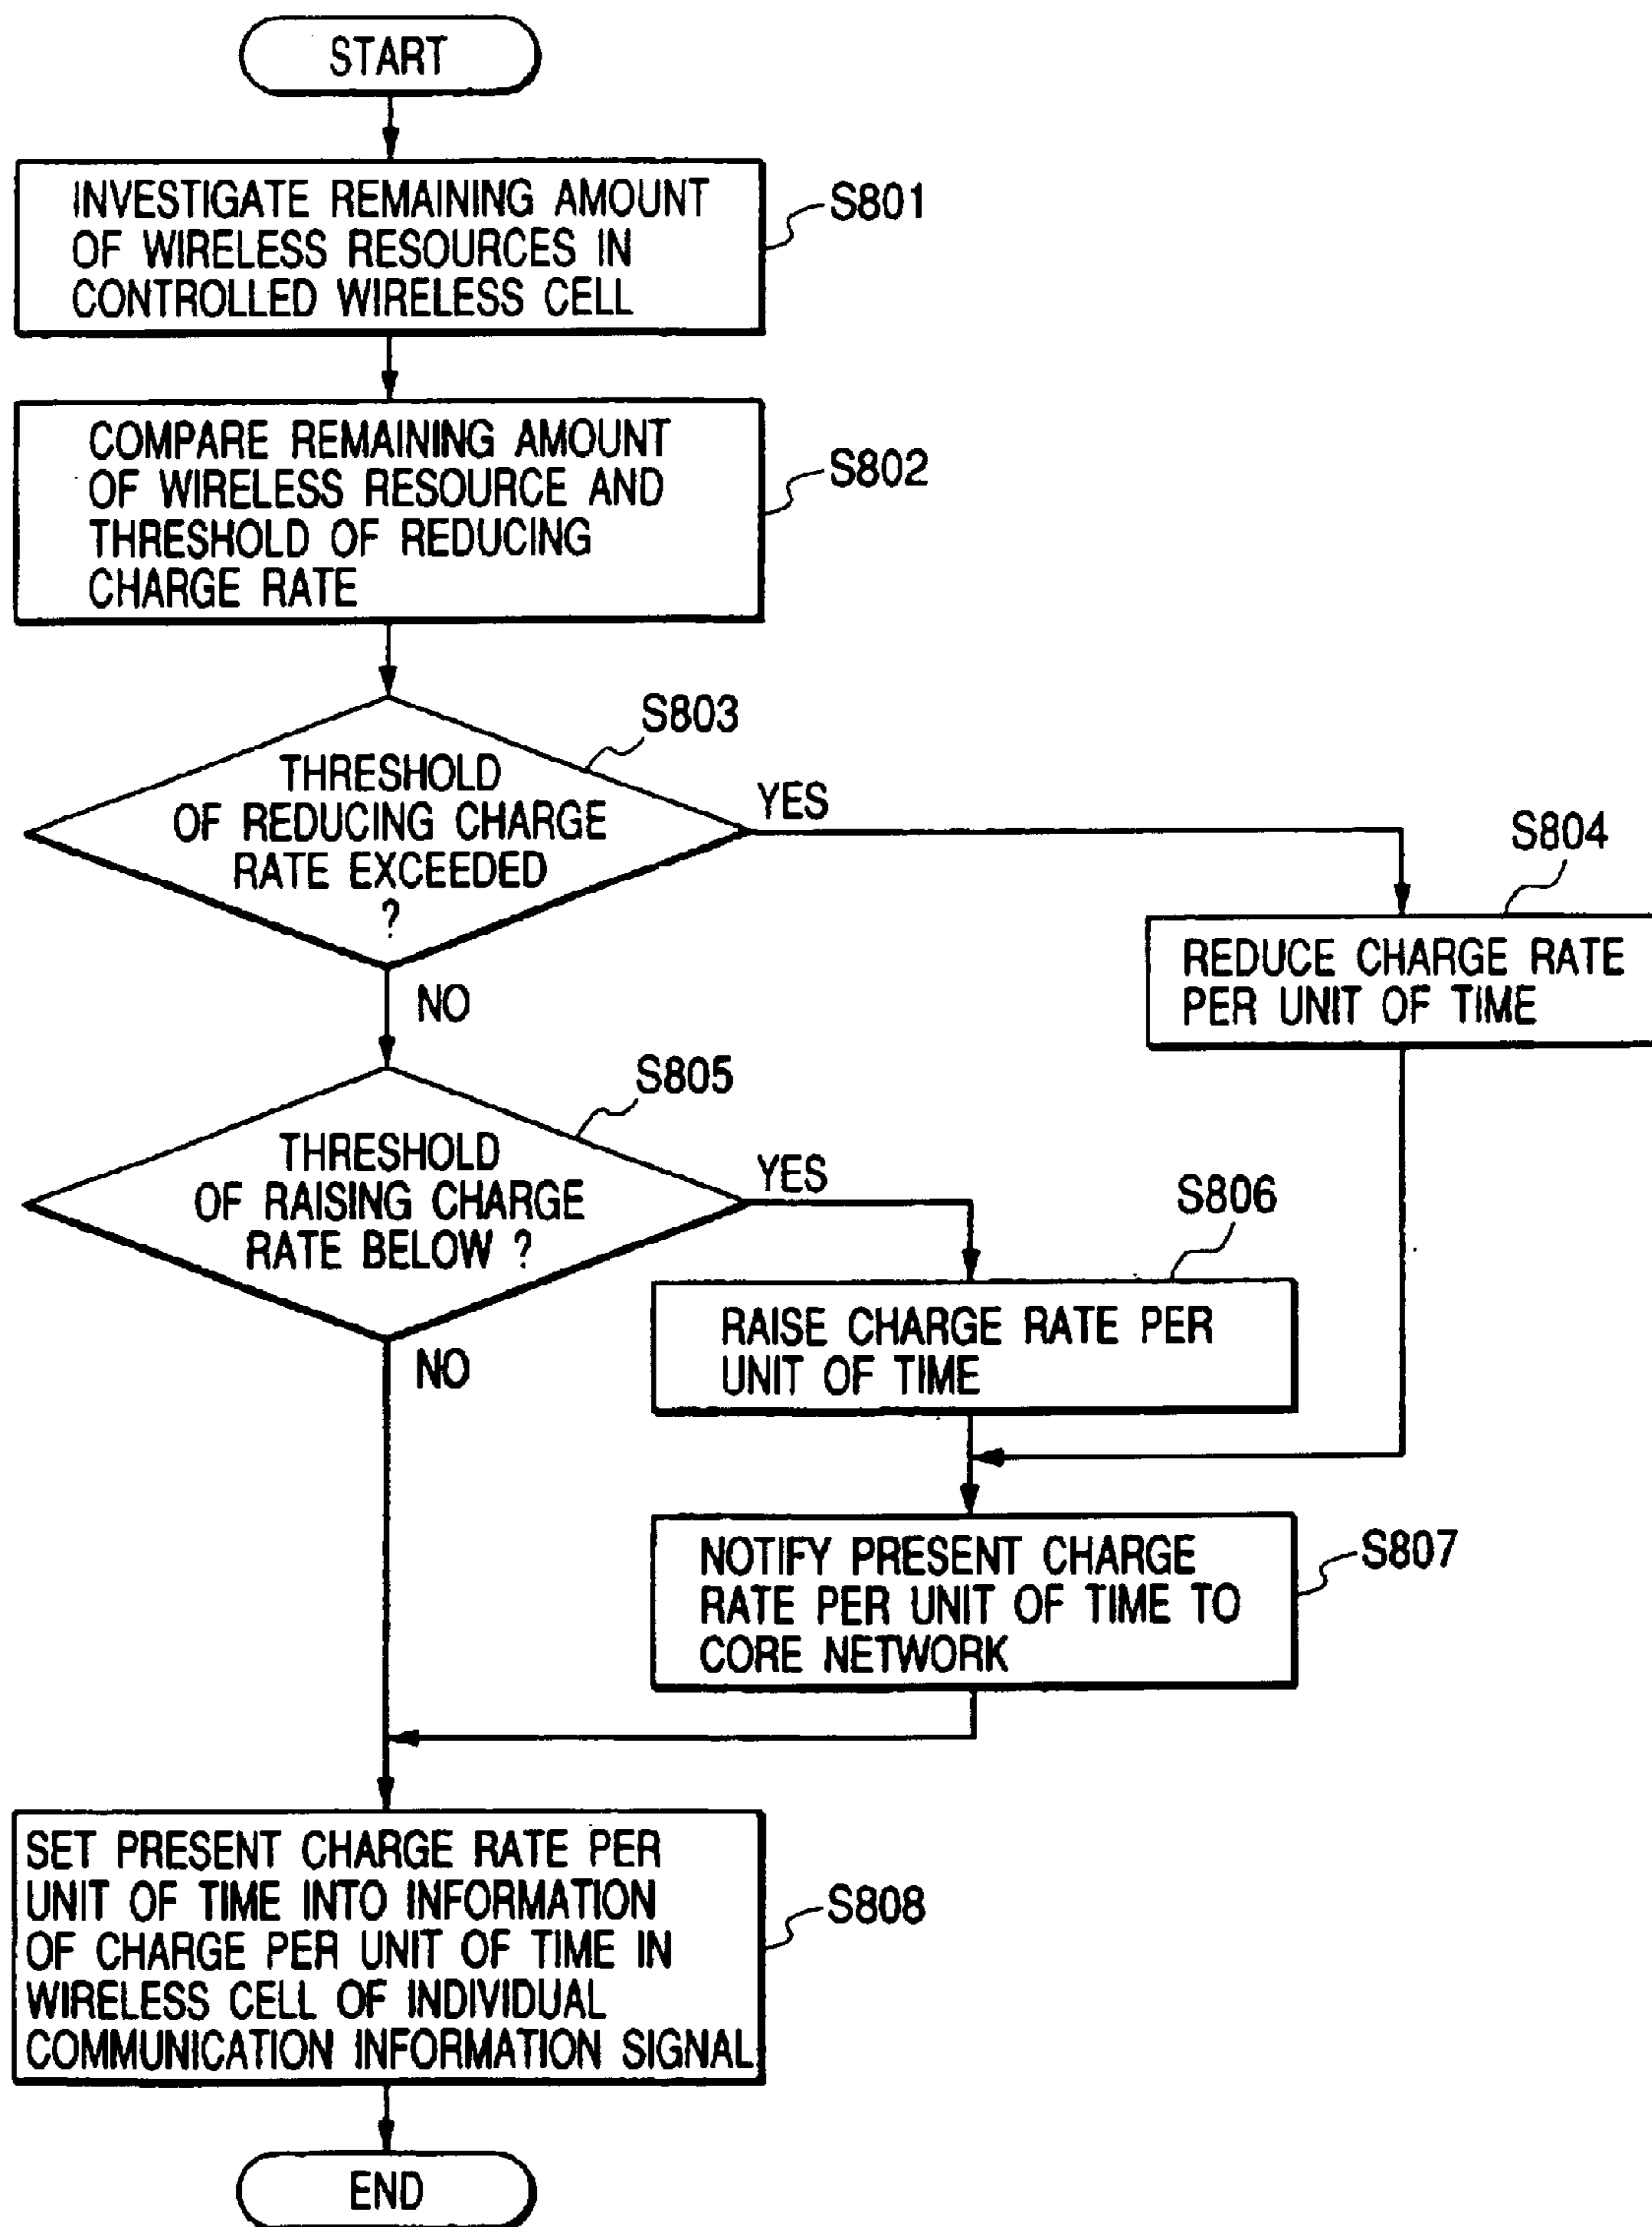 START
INVESTIGATE REMAINING AMOUNT
OF WIRELESS RESOURCES IN
CONTROLLED WIRELESS CELL
S801
COMPARE REMAINING AMOUNT
OF WIRELESS RESOURCE AND
THRESHOLD OF REDUCING
CHARGE RATE
S802
S803
THRESHOLD
OF REDUCING CHARGE
RATE EXCEEDED
?
YES
NO
S804
REDUCE CHARGE RATE
PER UNIT OF TIME
S805
THRESHOLD
OF RAISING CHARGE
RATE BELOW ?
YES
NO
S806
RAISE CHARGE RATE PER
UNIT OF TIME
NOTIFY PRESENT CHARGE
RATE PER UNIT OF TIME TO
CORE NETWORK
S807
SET PRESENT CHARGE RATE PER
UNIT OF TIME INTO INFORMATION
OF CHARGE PER UNIT OF TIME IN
WIRELESS CELL OF INDIVIDUAL
COMMUNICATION INFORMATION SIGNAL
S808
END